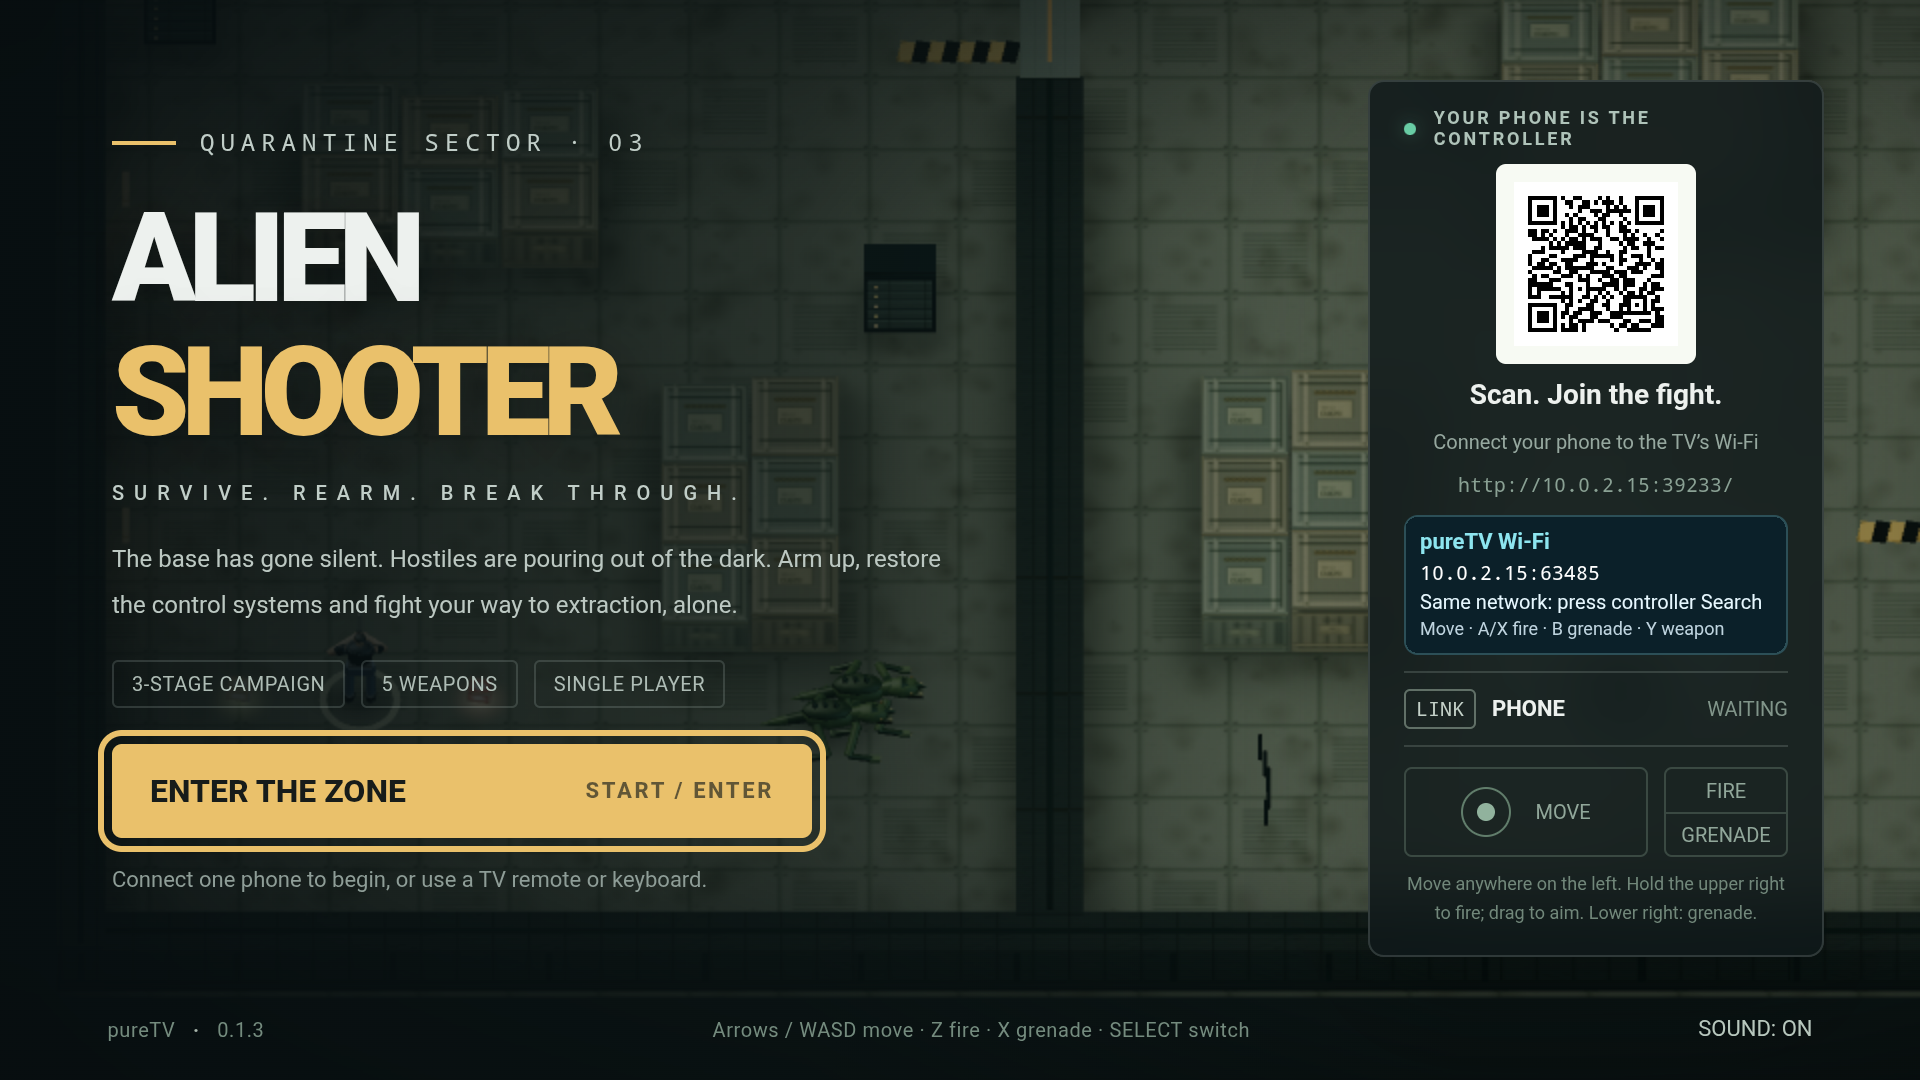 QUARANTINE SECTOR · 03
ALIEN
SHOOTER
SURVIVE. REARM. BREAK THROUGH.
The base has gone silent. Hostiles are pouring out of the dark. Arm up, restore
the control systems and fight your way to extraction, alone.
3-STAGE CAMPAIGN
5 WEAPONS
SINGLE PLAYER
ENTER THE ZONE
START / ENTER
Connect one phone to begin, or use a TV remote or keyboard.
YOUR PHONE IS THE
CONTROLLER
Scan. Join the fight.
Connect your phone to the TV’s Wi-Fi
http://10.0.2.15:39233/
pureTV Wi-Fi
10.0.2.15:63485
Same network: press controller Search
Move · A/X fire · B grenade · Y weapon
LINK PHONE WAITING
MOVE
FIRE
GRENADE
Move anywhere on the left. Hold the upper right
to fire; drag to aim. Lower right: grenade.
pureTV · 0.1.3
Arrows / WASD move · Z fire · X grenade · SELECT switch
SOUND: ON